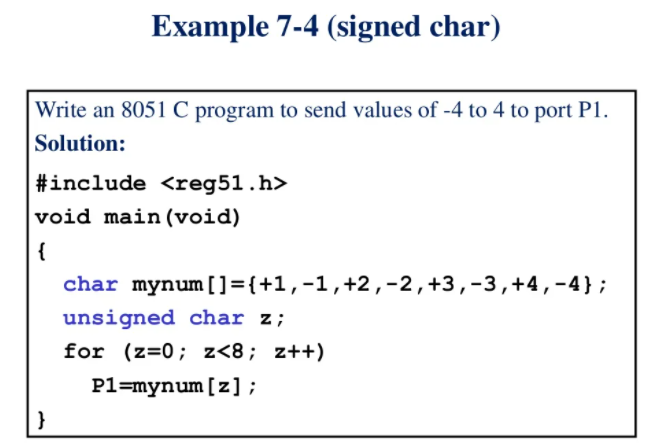 Example 7-4 (signed char)
Write an 8051 C program to send values of -4 to 4 to port P1.
Solution:
#include <reg51.h>
void main(void)
{
char mynum[]={+1,-1,+2,-2,+3,-3,+4,-4};
unsigned char z;
for (z=0; z<8; z++)
P1=mynum[z];
}